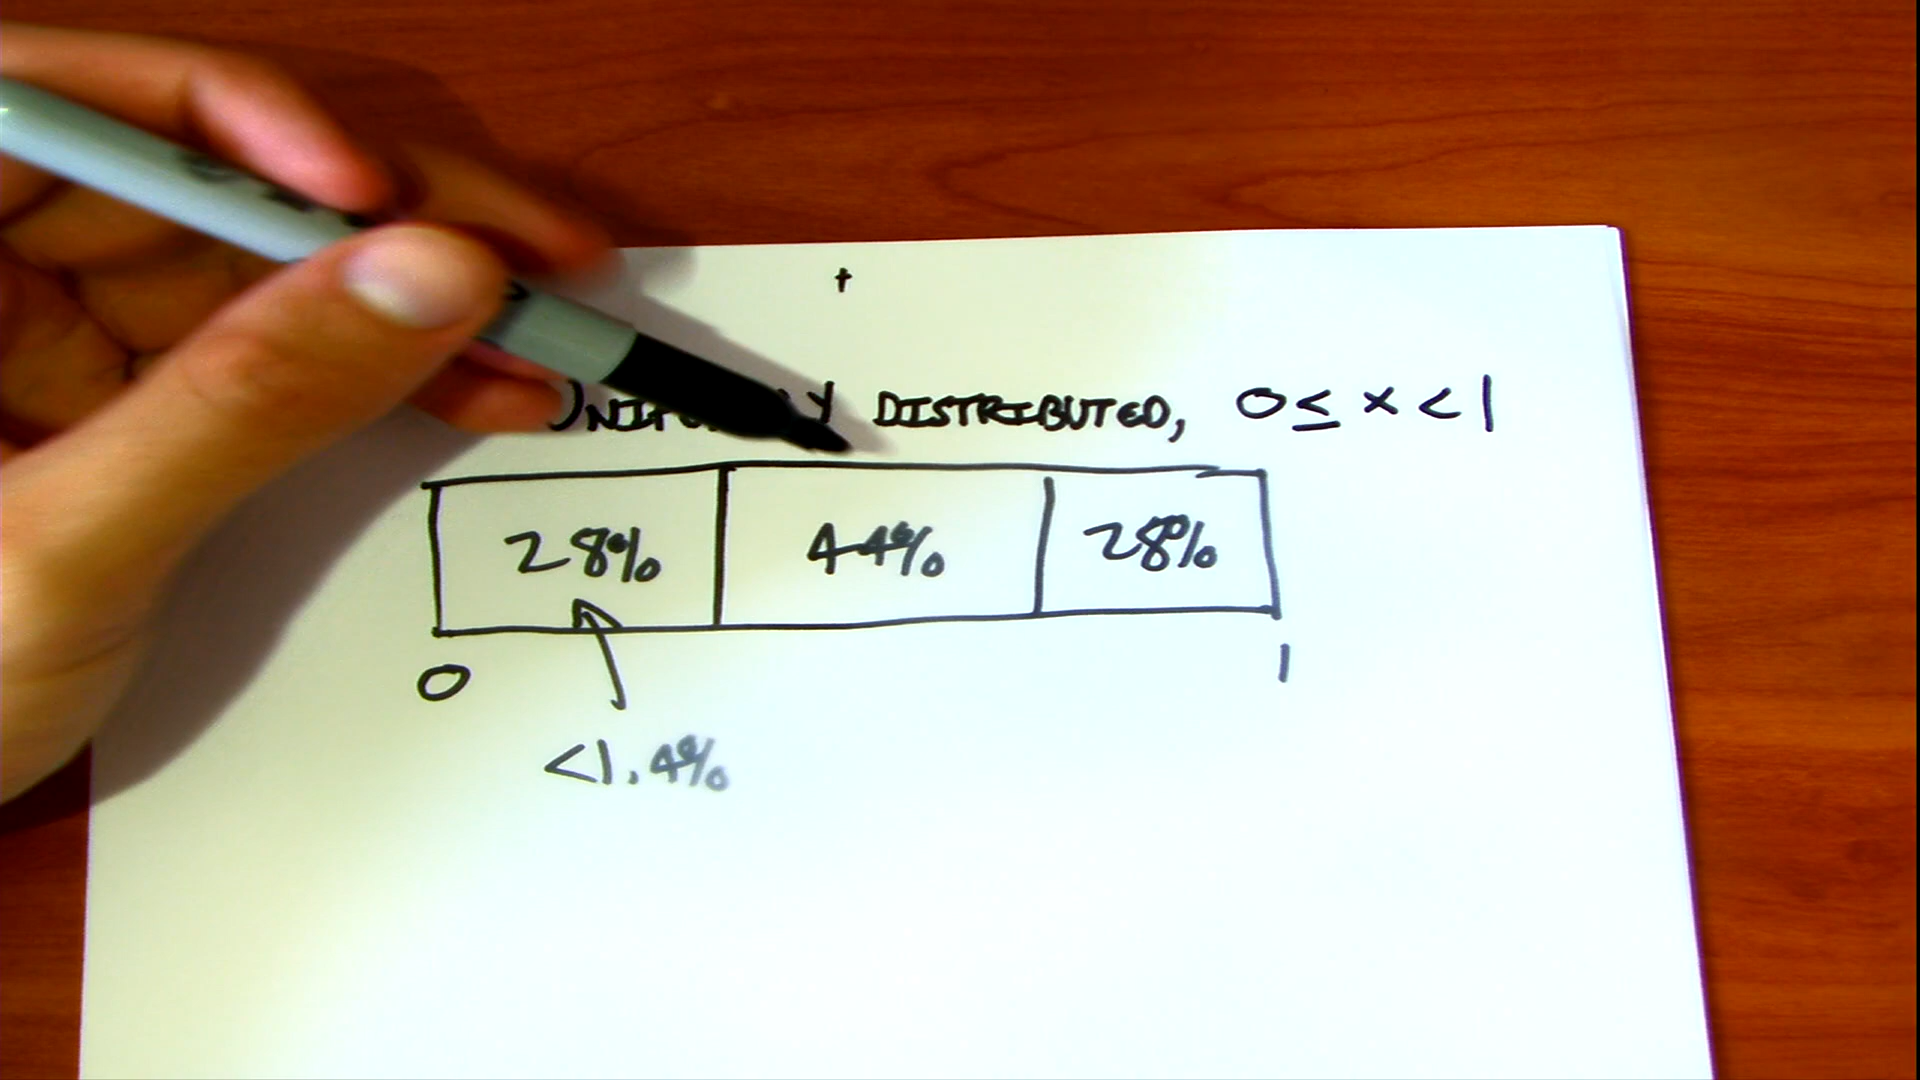 DISTRIBUTED, 0 ≤ x < 1
28% 44% 28%
0 1
<1.4%